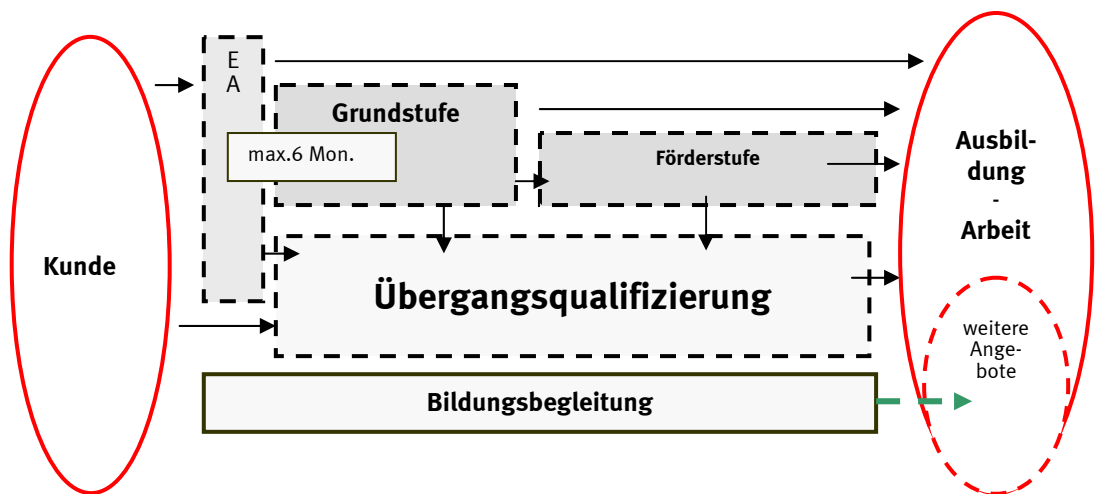 Kunde
E
A
Grundstufe
max.6 Mon.
Förderstufe
Übergangsqualifizierung
Bildungsbegleitung
Ausbil-
dung
-
Arbeit
weitere
Ange-
bote